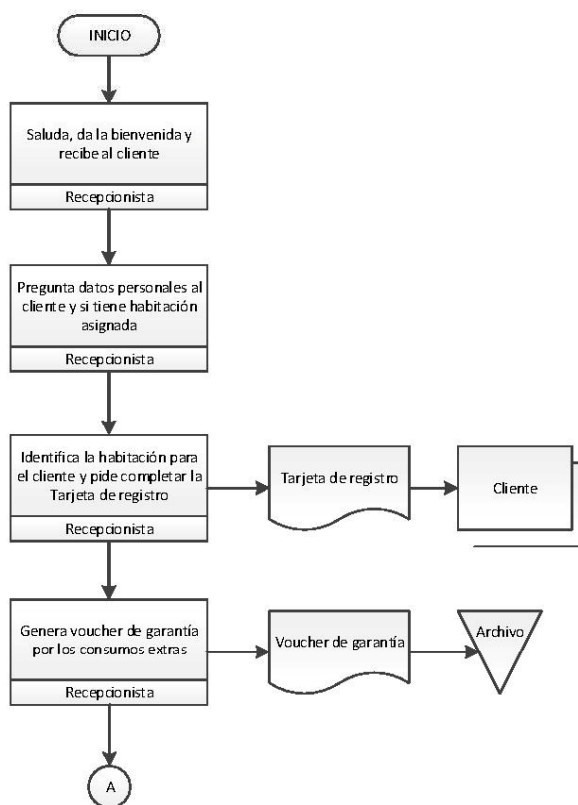 INICIO
Saluda, da la bienvenida y
recibe al cliente
Recepcionista
Pregunta datos personales al
cliente y si tiene habitación
asignada
Recepcionista
Identifica la habitación para
el cliente y pide completar la
Tarjeta de registro
Recepcionista
Tarjeta de registro
Cliente
Genera voucher de garantía
por los consumos extras
Recepcionista
Voucher de garantía
Archivo
A